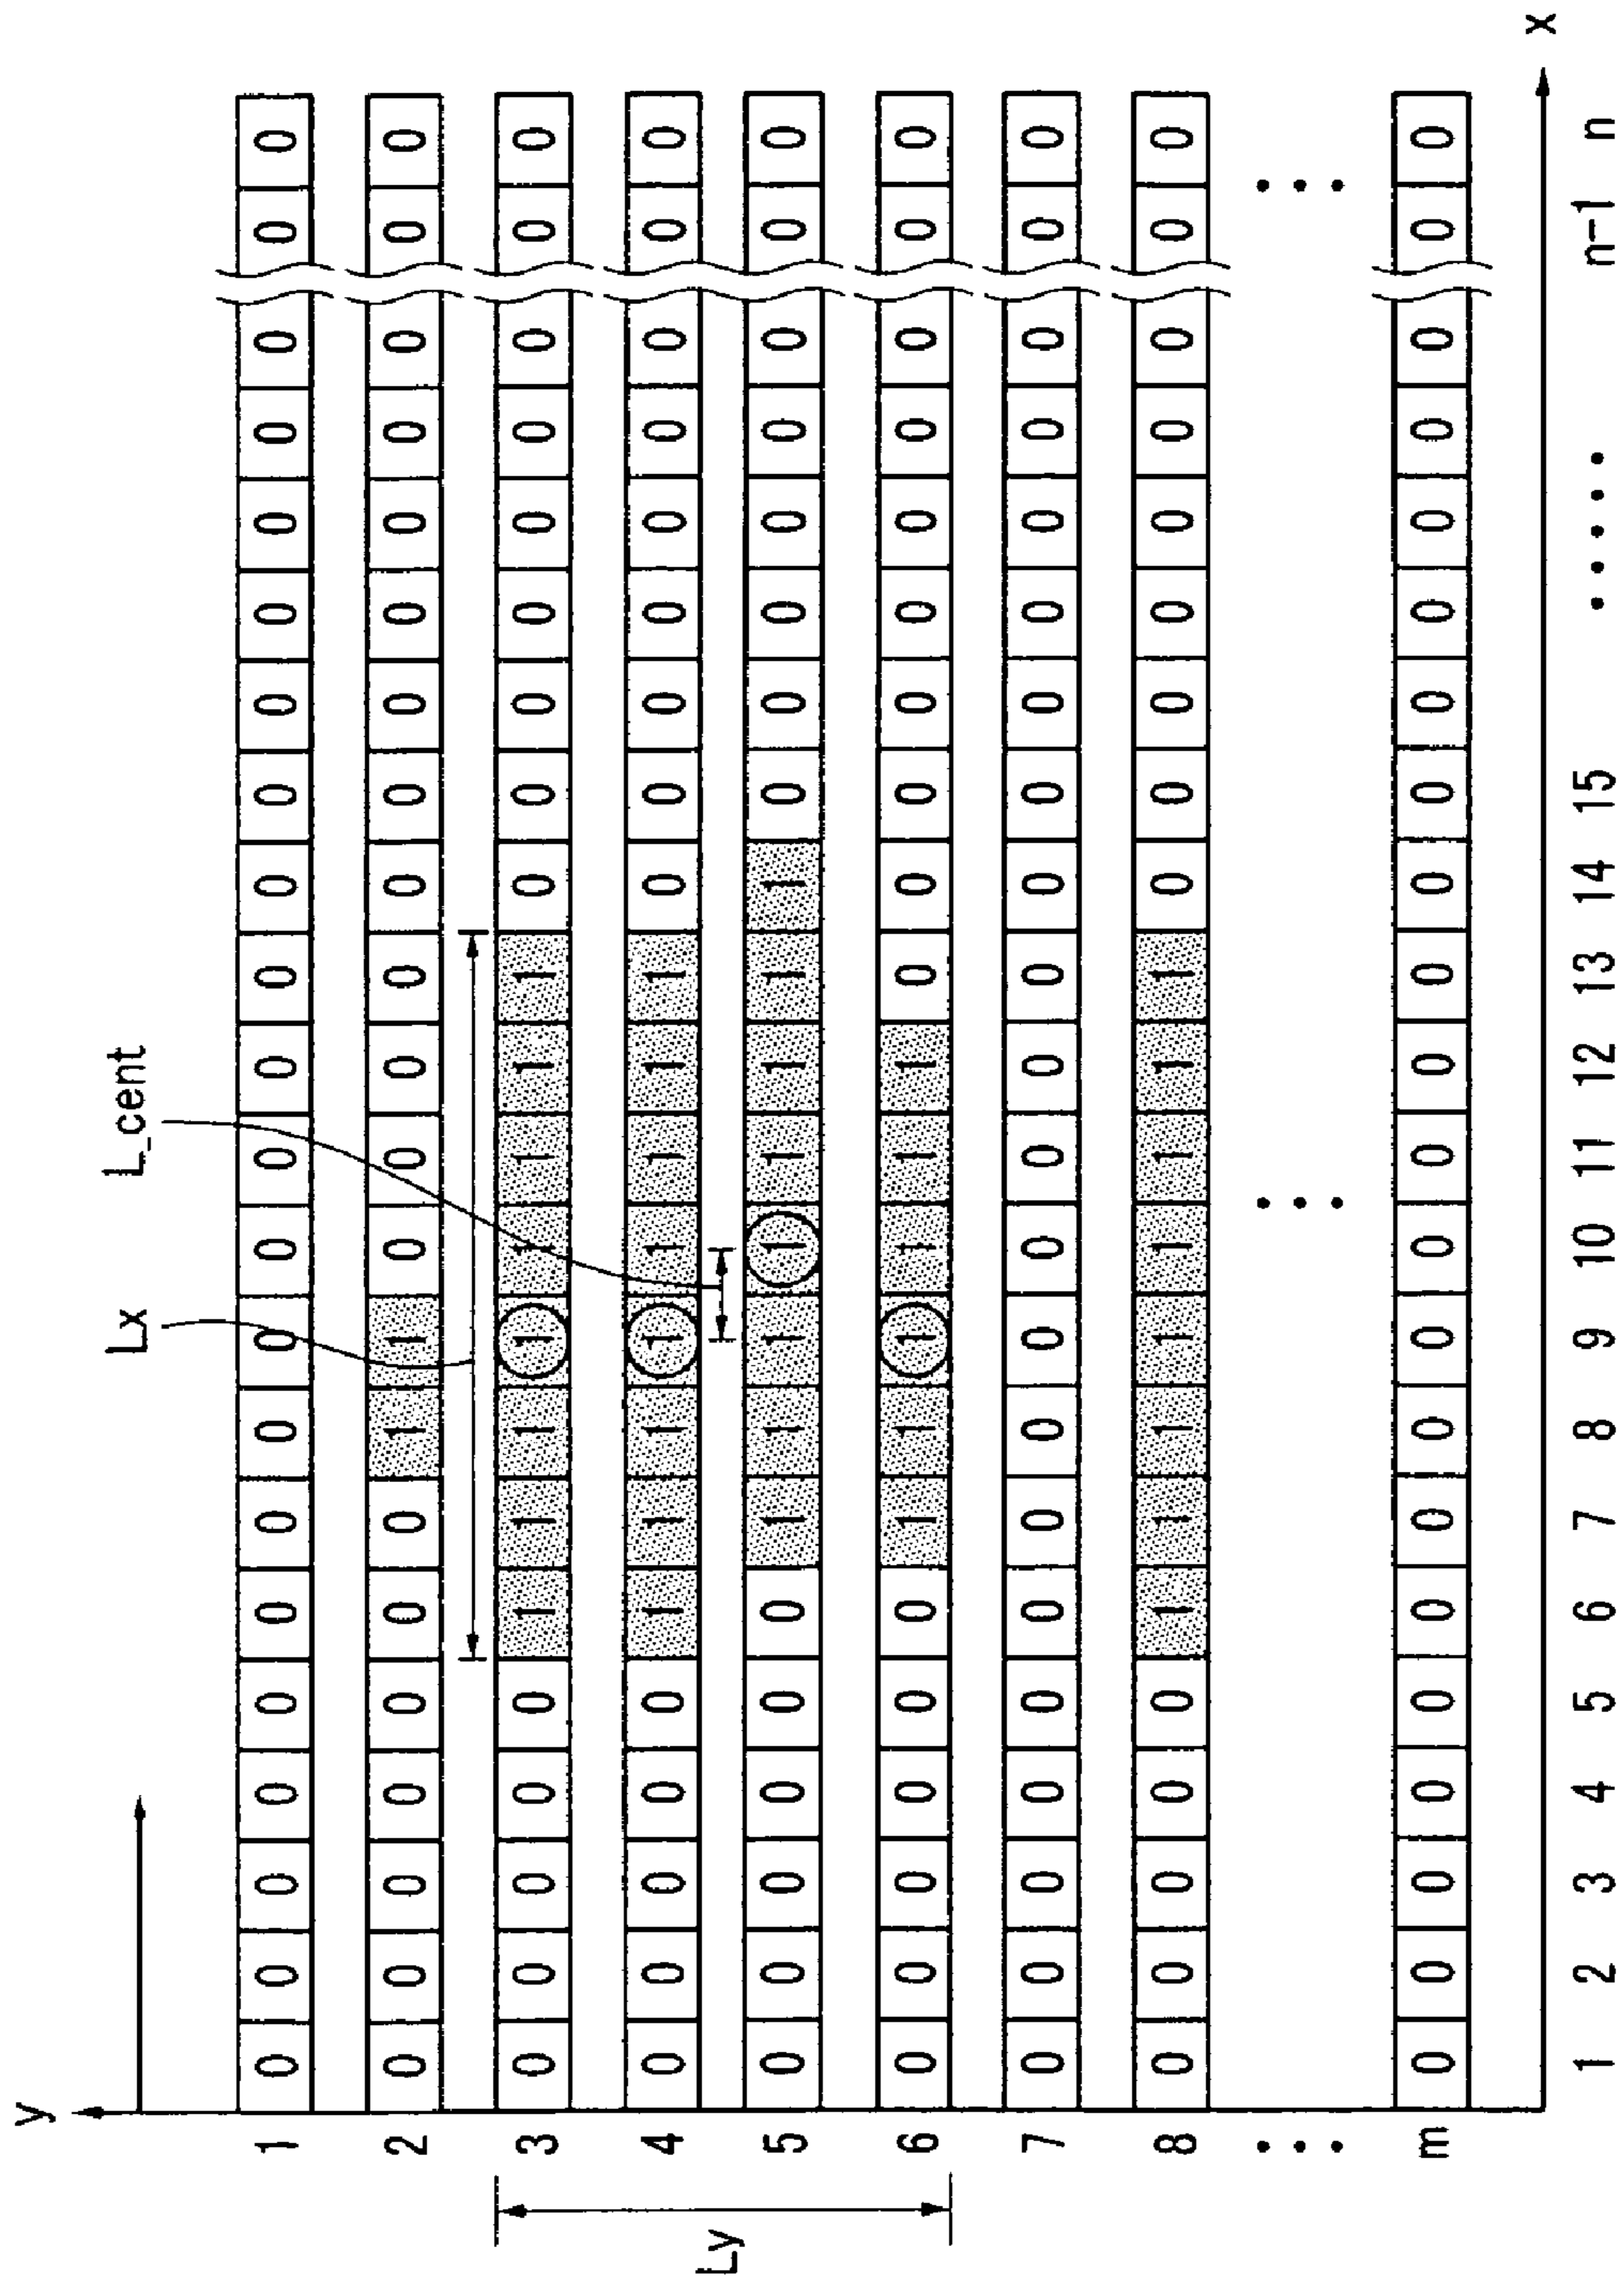 y
Lx L_cent
1 0 0 0 0 0 0 0 0 0 0 0 0 0 0 0 0 0 0 0 0 0 0
2 0 0 0 0 0 0 0 1 1 0 0 0 0 0 0 0 0 0 0 0 0 0
3 0 0 0 0 0 1 1 1 1 1 1 1 1 0 0 0 0 0 0 0 0 0
4 0 0 0 0 0 1 1 1 1 1 1 1 1 0 0 0 0 0 0 0 0 0
Ly
5 0 0 0 0 0 0 1 1 1 1 1 1 1 1 0 0 0 0 0 0 0 0
6 0 0 0 0 0 0 1 1 1 1 1 1 0 0 0 0 0 0 0 0 0 0
7 0 0 0 0 0 0 0 0 0 0 0 0 0 0 0 0 0 0 0 0 0 0
8 0 0 0 0 0 1 1 1 1 1 1 1 1 0 0 0 0 0 0 0 0 0
m 0 0 0 0 0 0 0 0 0 0 0 0 0 0 0 0 0 0 0 0 0 0
x
1 2 3 4 5 6 7 8 9 10 11 12 13 14 15 ····· n-1 n